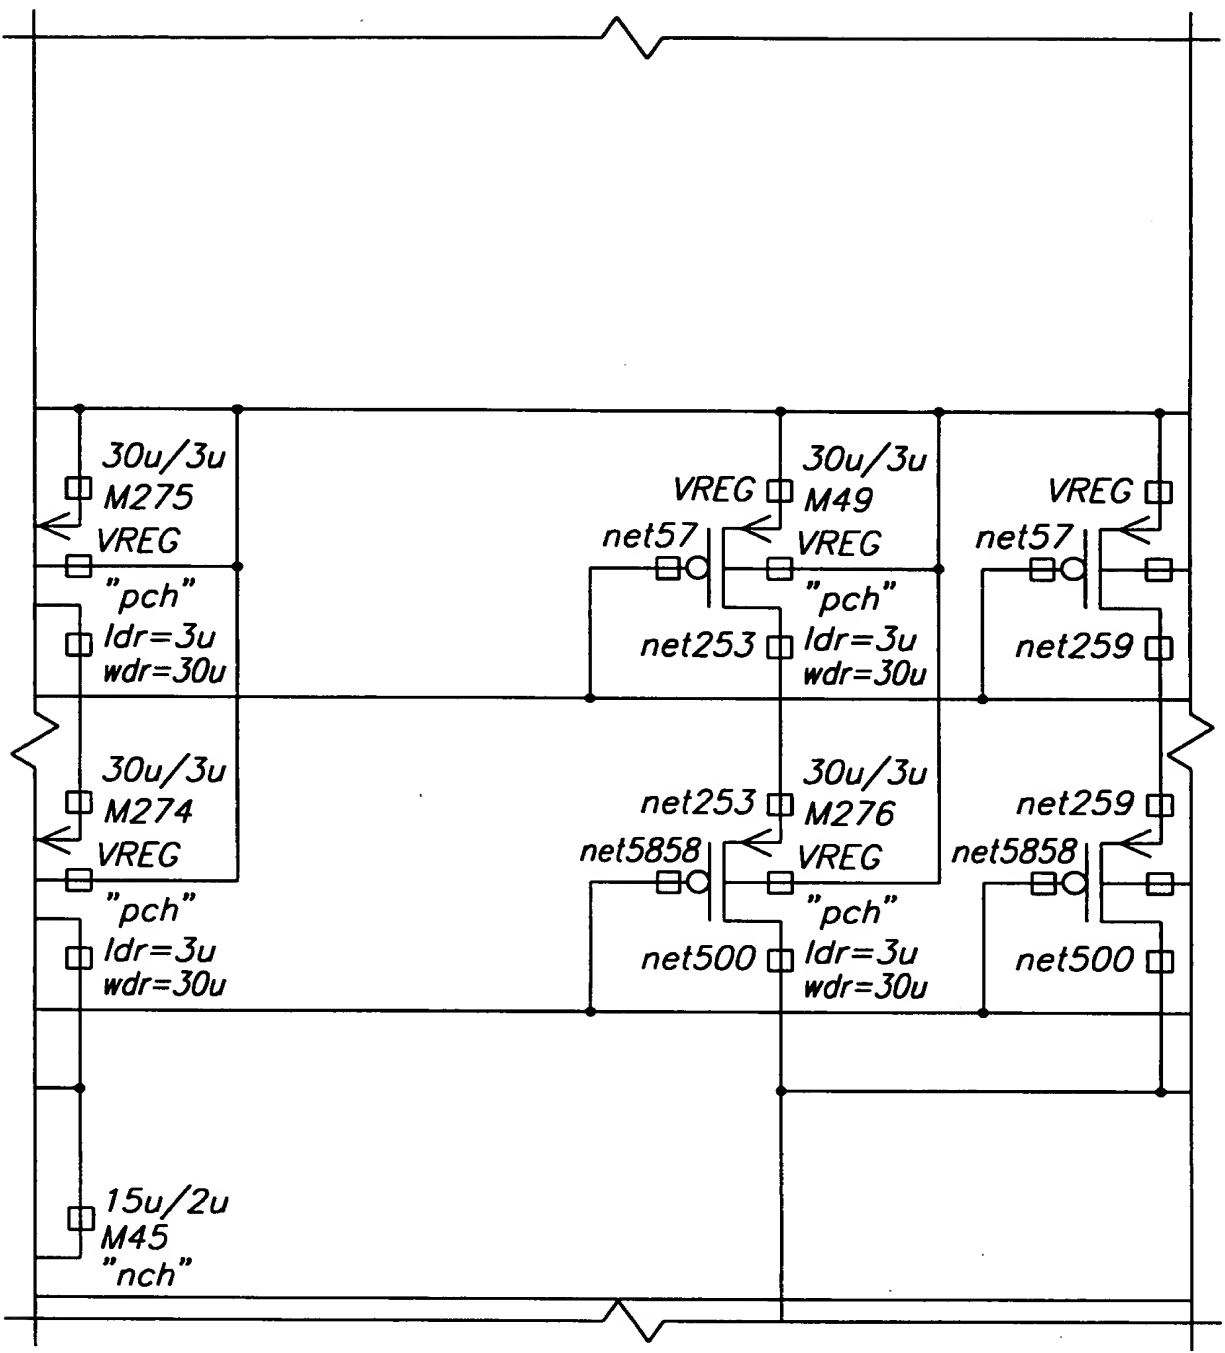 30u/3u
M275
VREG
"pch"
ldr=3u
wdr=30u
30u/3u
M274
VREG
"pch"
ldr=3u
wdr=30u
15u/2u
M45
"nch"
VREG
30u/3u
M49
net57
VREG
"pch"
net253
ldr=3u
wdr=30u
net253
30u/3u
M276
net5858
VREG
"pch"
net500
ldr=3u
wdr=30u
VREG
net57
net259
net259
net5858
net500